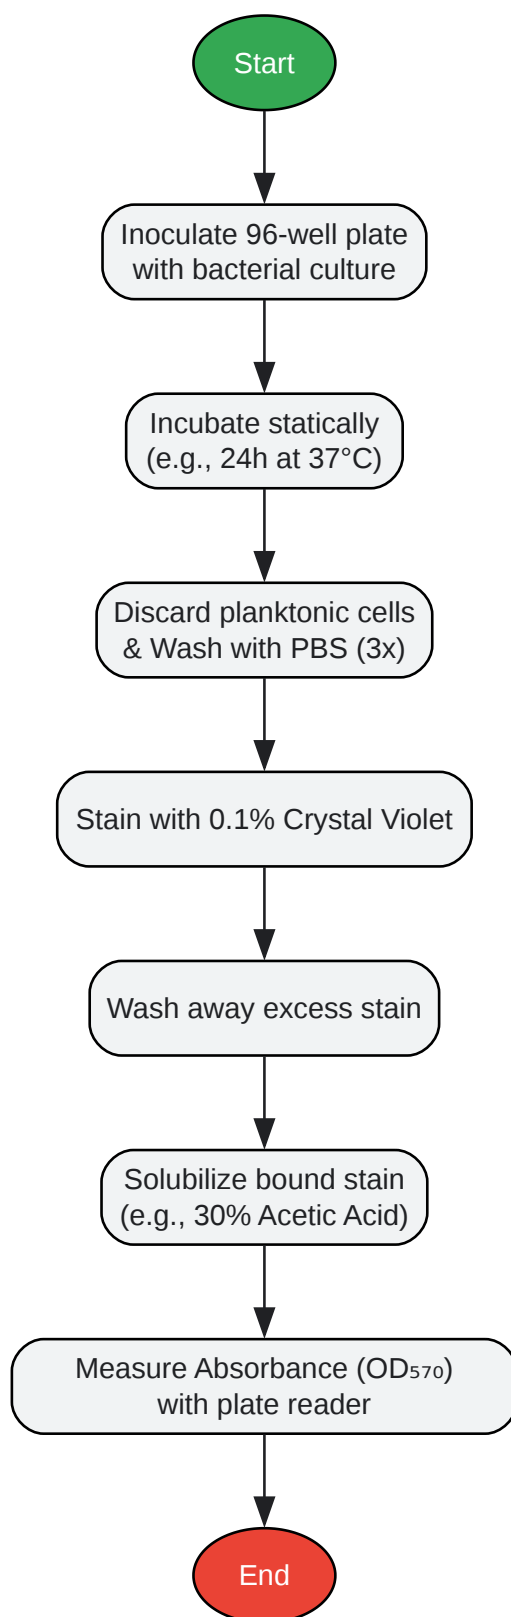 Start
Inoculate 96-well plate
with bacterial culture
Incubate statically
(e.g., 24h at 37°C)
Discard planktonic cells
& Wash with PBS (3x)
Stain with 0.1% Crystal Violet
Wash away excess stain
Solubilize bound stain
(e.g., 30% Acetic Acid)
Measure Absorbance (OD₅₇₀)
with plate reader
End